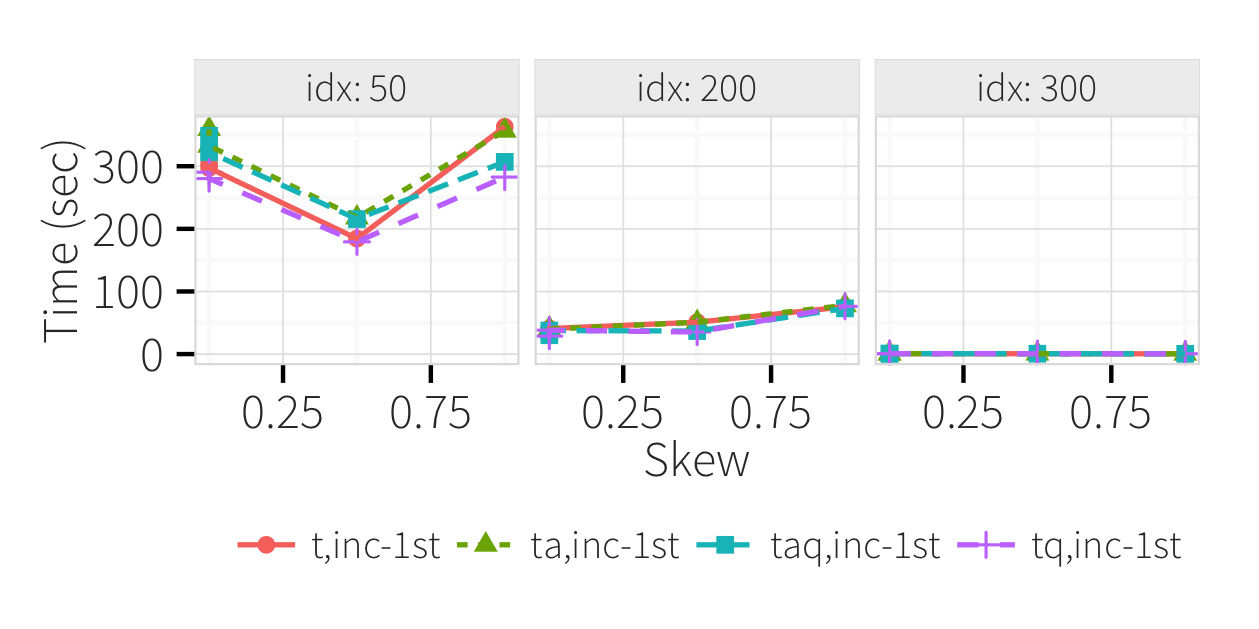 idx: 50 idx: 200 idx: 300
Time (sec)
300
200
100
0
0.25 0.75 0.25 0.75 0.25 0.75
Skew
t,inc-1st ta,inc-1st taq,inc-1st tq,inc-1st